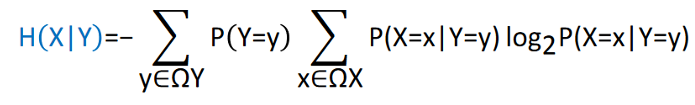 H(X|Y)=– ∑ P(Y=y) ∑ P(X=x|Y=y) log₂P(X=x|Y=y)
y∈ΩY x∈ΩX